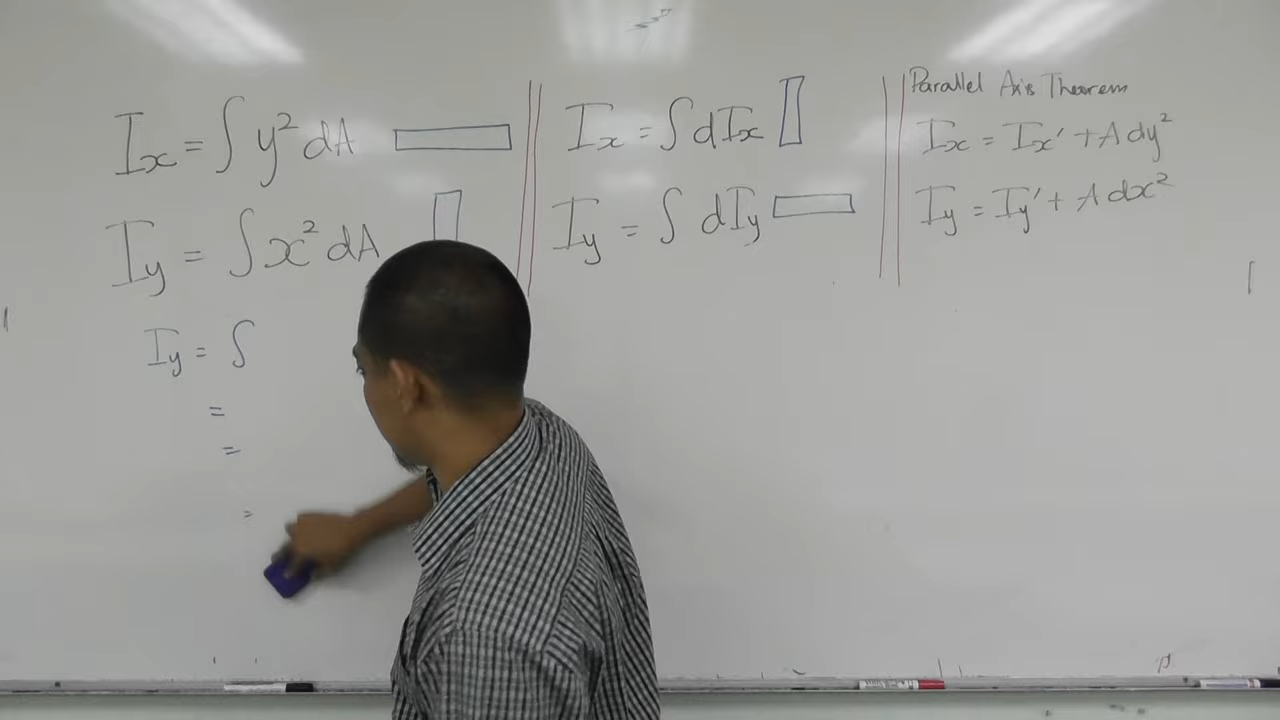 Ix = ∫ y² dA
Iy = ∫ x² dA
Iy = ∫
=
=
=
Ix = ∫ dIx
Iy = ∫ dIy
Parallel Axis Theorem
Ix = Ix' + A dy²
Iy = Iy' + A dx²